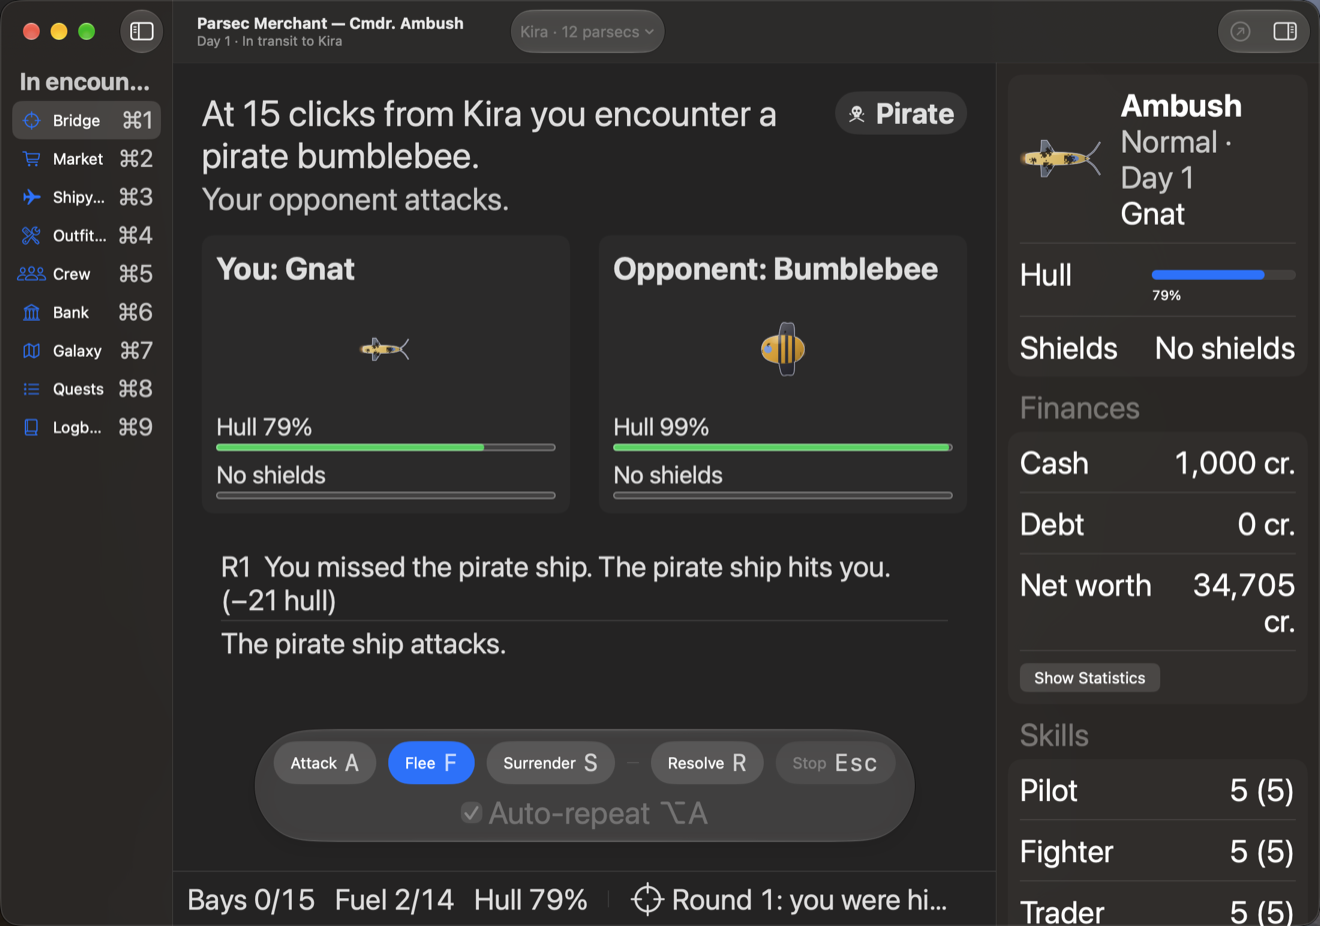 Parsec Merchant — Cmdr. Ambush
Day 1 · In transit to Kira
Kira · 12 parsecs
In encoun...
Bridge ⌘1
Market ⌘2
Shipy... ⌘3
Outfit... ⌘4
Crew ⌘5
Bank ⌘6
Galaxy ⌘7
Quests ⌘8
Logb... ⌘9
At 15 clicks from Kira you encounter a
pirate bumblebee.
Pirate
Your opponent attacks.
You: Gnat
Hull 79%
No shields
Opponent: Bumblebee
Hull 99%
No shields
R1 You missed the pirate ship. The pirate ship hits you.
(−21 hull)
The pirate ship attacks.
Attack A
Flee F
Surrender S
Resolve R
Stop Esc
Auto-repeat ⌥A
Bays 0/15 Fuel 2/14 Hull 79% Round 1: you were hi...
Ambush
Normal ·
Day 1
Gnat
Hull
79%
Shields No shields
Finances
Cash 1,000 cr.
Debt 0 cr.
Net worth 34,705
cr.
Show Statistics
Skills
Pilot 5 (5)
Fighter 5 (5)
Trader 5 (5)